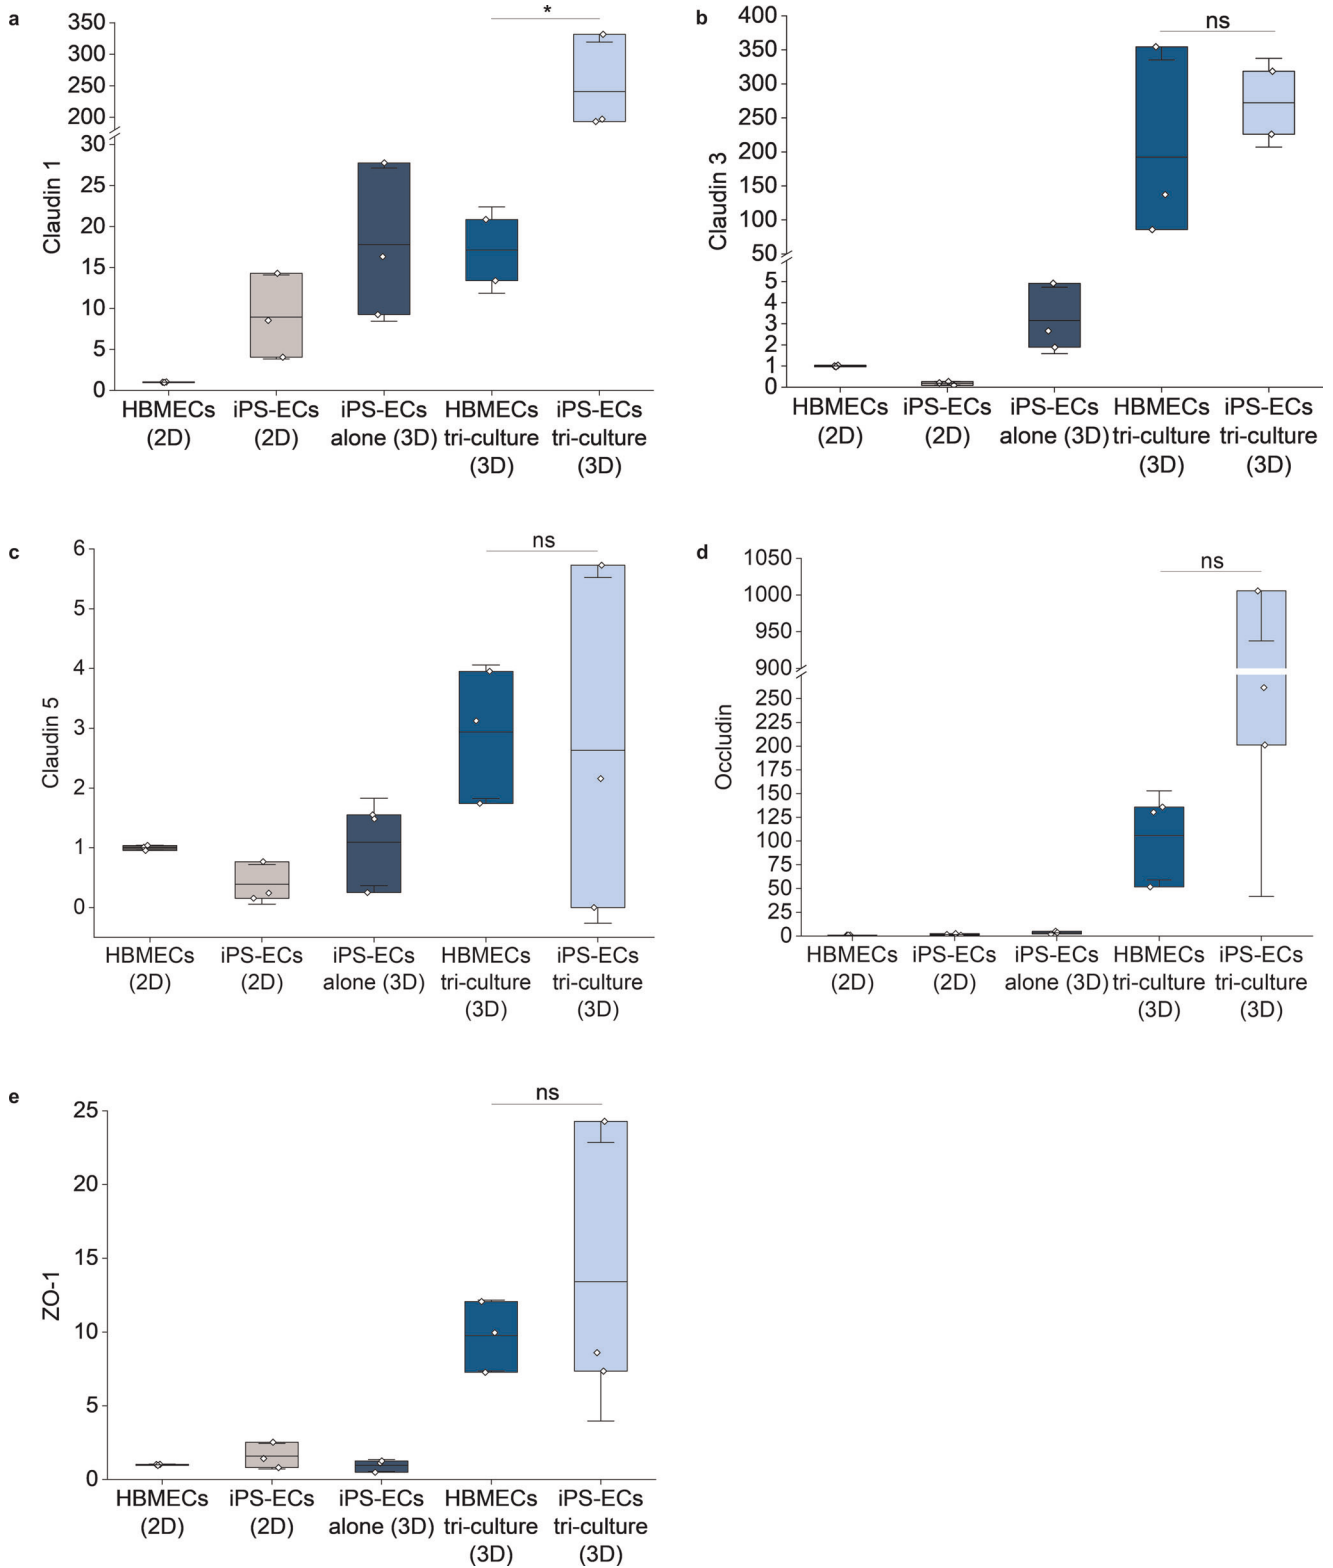 a
*
350
300
250
200
30
25
20
15
10
5
0
Claudin 1
HBMECs iPS-ECs iPS-ECs HBMECs iPS-ECs
(2D) (2D) alone (3D) tri-culture tri-culture
(3D) (3D)
b
ns
400
350
300
250
200
150
100
50
5
4
3
2
1
0
Claudin 3
HBMECs iPS-ECs iPS-ECs HBMECs iPS-ECs
(2D) (2D) alone (3D) tri-culture tri-culture
(3D) (3D)
c
ns
6
5
4
3
2
1
0
Claudin 5
HBMECs iPS-ECs iPS-ECs HBMECs iPS-ECs
(2D) (2D) alone (3D) tri-culture tri-culture
(3D) (3D)
d
ns
1050
1000
950
900
250
225
200
175
150
125
100
75
50
25
0
Occludin
HBMECs iPS-ECs iPS-ECs HBMECs iPS-ECs
(2D) (2D) alone (3D) tri-culture tri-culture
(3D) (3D)
e
ns
25
20
15
10
5
0
ZO-1
HBMECs iPS-ECs iPS-ECs HBMECs iPS-ECs
(2D) (2D) alone (3D) tri-culture tri-culture
(3D) (3D)